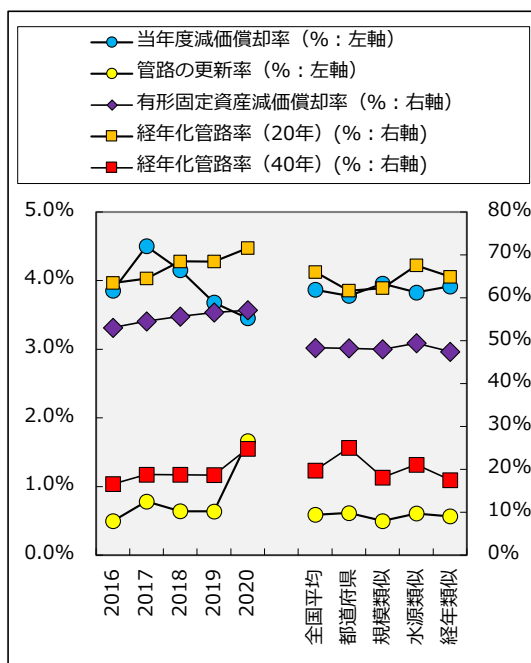 当年度減価償却率（%：左軸）
管路の更新率（%：左軸）
有形固定資産減価償却率（%：右軸）
経年化管路率（20年）(%：右軸)
経年化管路率（40年）(%：右軸)
5.0%
4.0%
3.0%
2.0%
1.0%
0.0%
80%
70%
60%
50%
40%
30%
20%
10%
0%
2016
2017
2018
2019
2020
全国平均
都道府県
規模類似
水源類似
経年類似